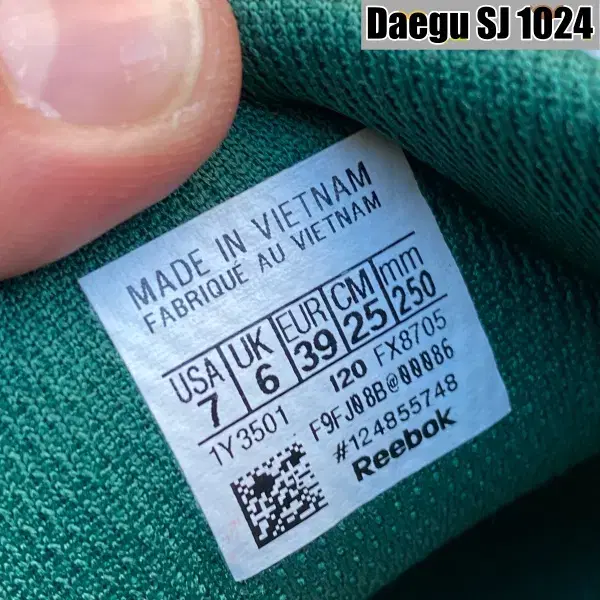 Daegu SJ 1024
MADE IN VIETNAM
FABRIQUE AU VIETNAM
USA UK EUR CM mm
7 6 39 25 250
1Y3501 I20 FX8705
F9FJ08B@00086
#124855748
Reebok